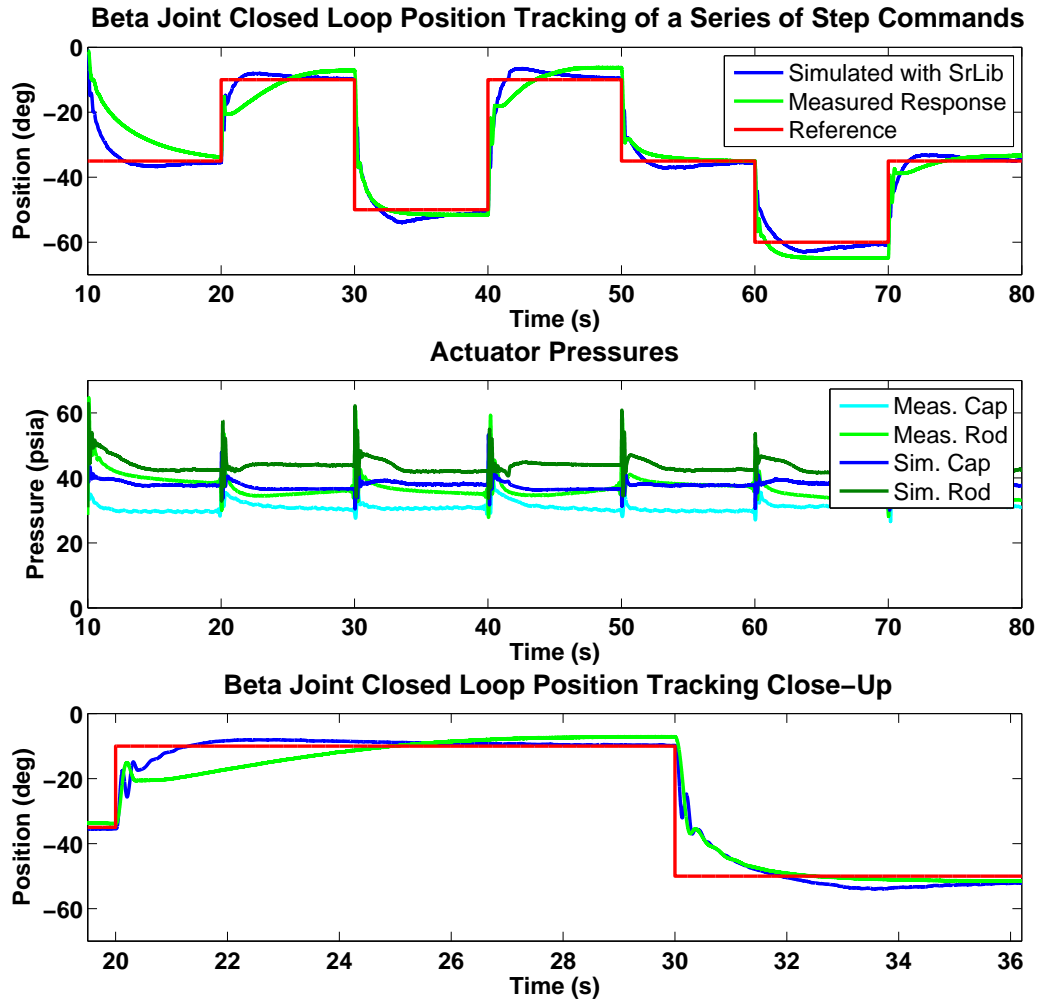 Beta Joint Closed Loop Position Tracking of a Series of Step Commands
Position (deg)
0
−20
−40
−60
Simulated with SrLib
Measured Response
Reference
10 20 30 40 50 60 70 80
Time (s)
Actuator Pressures
Pressure (psia)
60
40
20
0
Meas. Cap
Meas. Rod
Sim. Cap
Sim. Rod
10 20 30 40 50 60 70 80
Time (s)
Beta Joint Closed Loop Position Tracking Close−Up
Position (deg)
0
−20
−40
−60
20 22 24 26 28 30 32 34 36
Time (s)